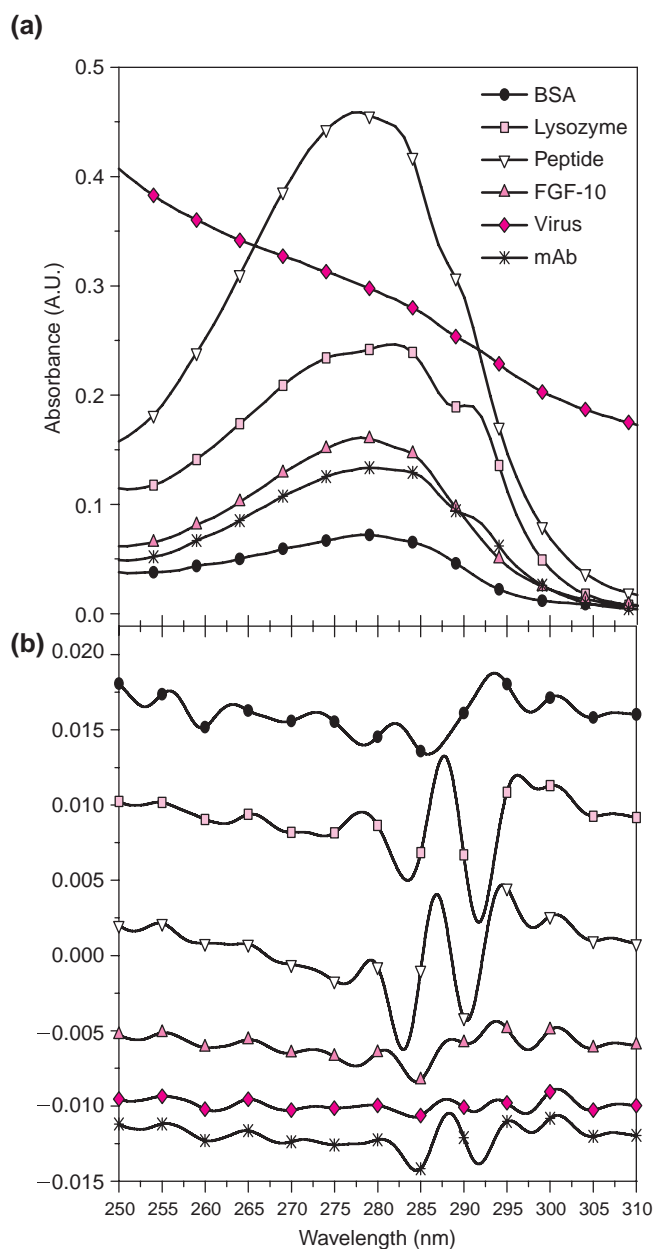 (a)
0.5
0.4
0.3
0.2
0.1
0.0
Absorbance (A.U.)
BSA
Lysozyme
Peptide
FGF-10
Virus
mAb
(b)
0.020
0.015
0.010
0.005
0.000
−0.005
−0.010
−0.015
250 255 260 265 270 275 280 285 290 295 300 305 310
Wavelength (nm)